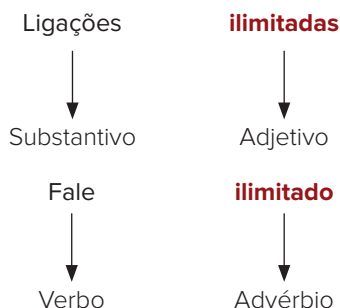 Ligações ilimitadas
Substantivo Adjetivo
Fale ilimitado
Verbo Advérbio